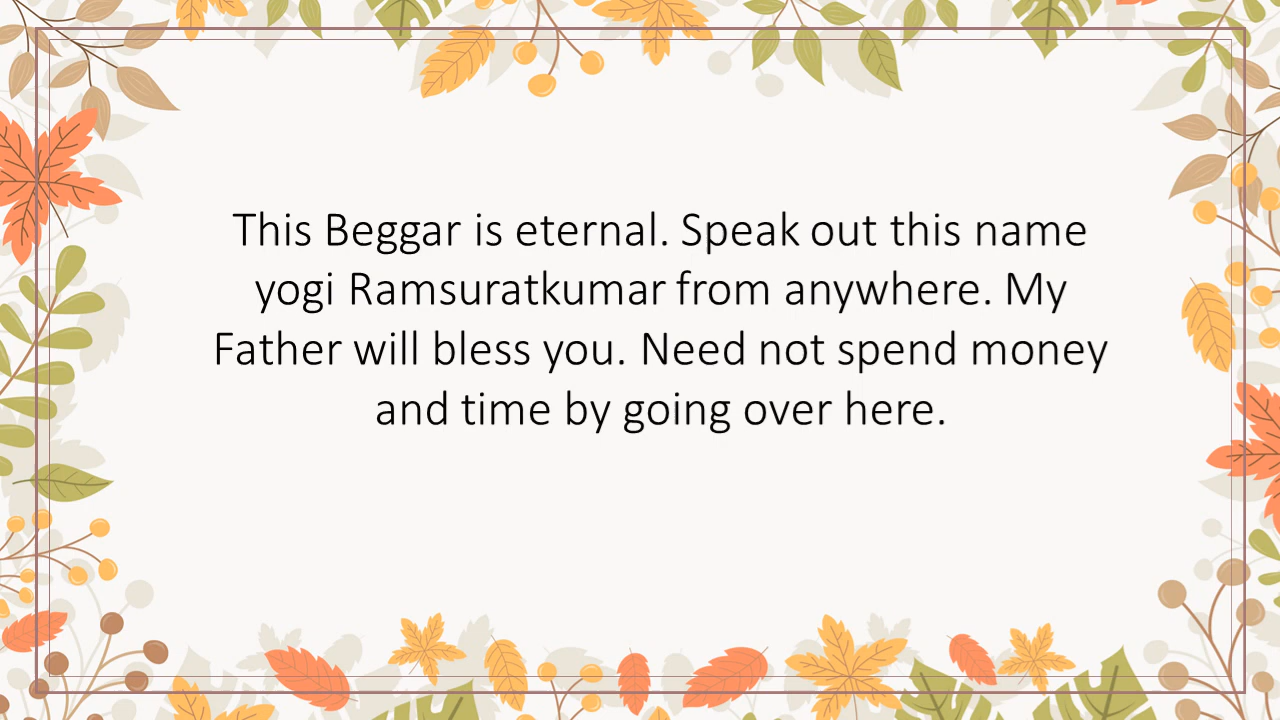 This Beggar is eternal. Speak out this name
yogi Ramsuratkumar from anywhere. My
Father will bless you. Need not spend money
and time by going over here.